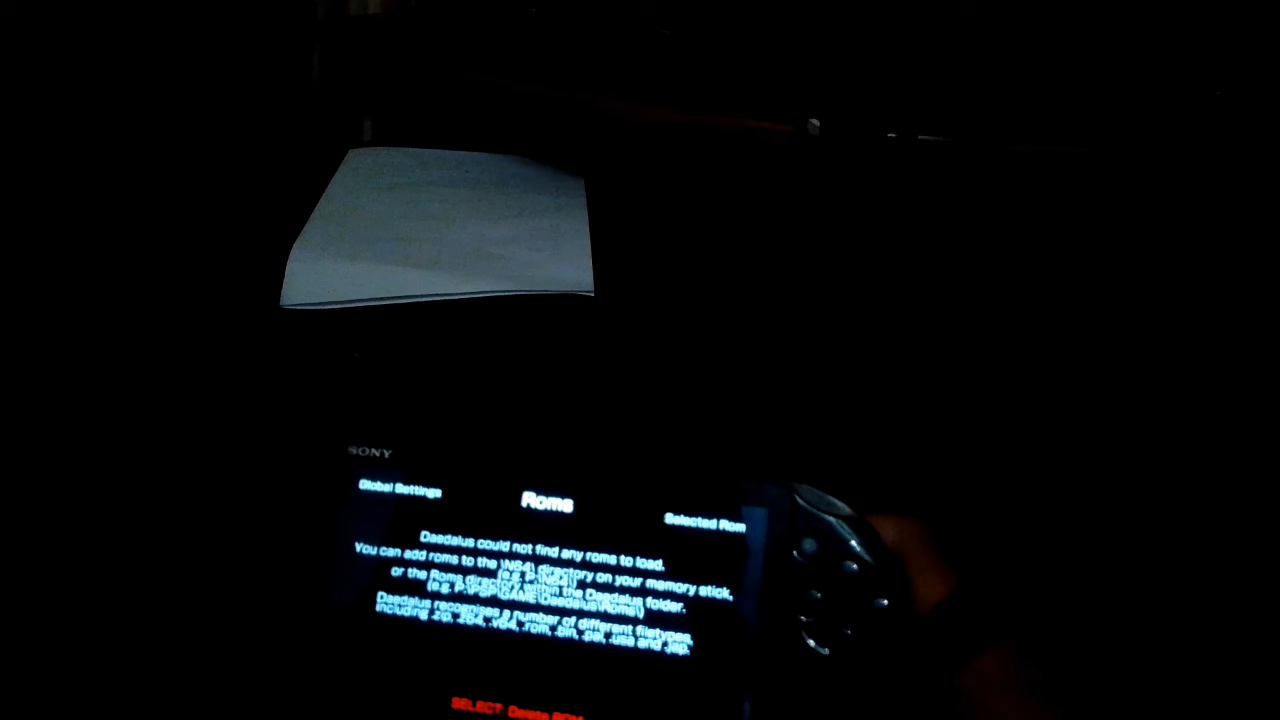 SONY
Global Settings
Roms
Selected Rom
Daedalus could not find any roms to load.
You can add roms to the \N64\ directory on your memory stick,
(e.g. P:\N64\)
or the Roms directory within the Daedalus folder.
(e.g. P:\PSP\GAME\Daedalus\Roms\)
Daedalus recognises a number of different filetypes,
including .zip, .z64, .v64, .rom, .bin, .pal, .usa and .jap.
SELECT: Delete ROM